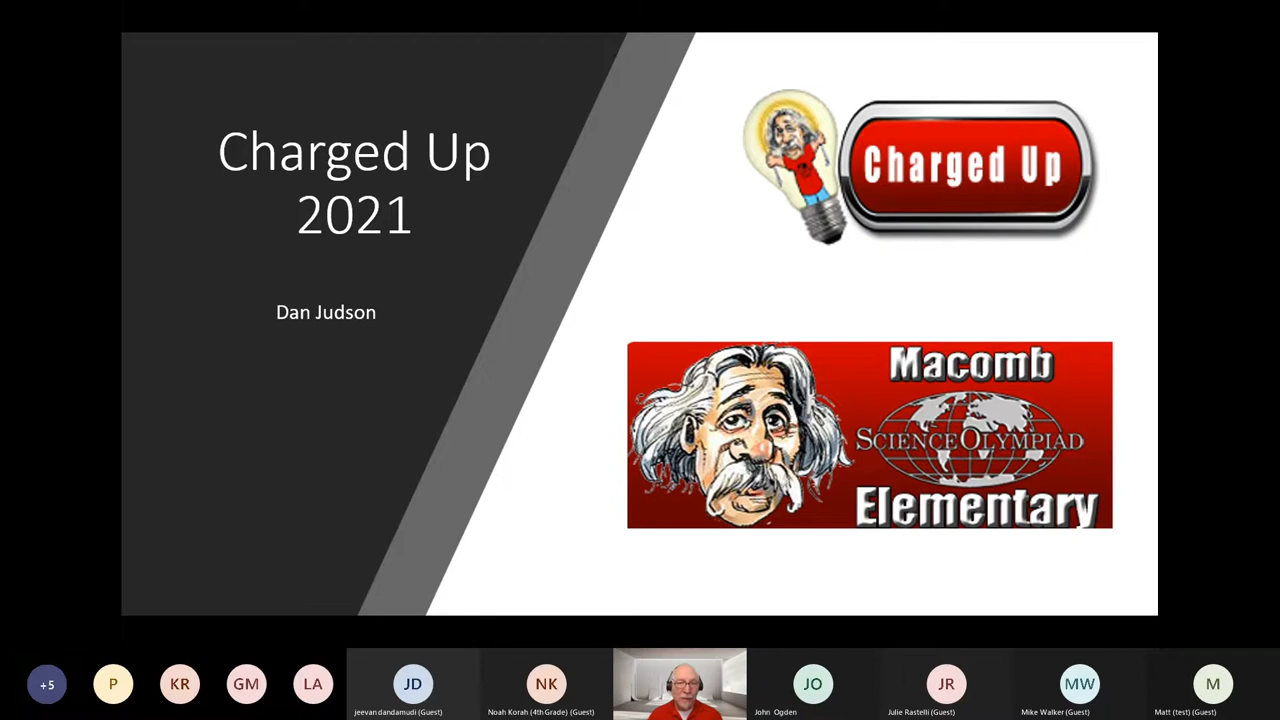 Charged Up
2021
Dan Judson
Charged Up
Macomb
SCIENCE OLYMPIAD
Elementary
+5
P
KR
GM
LA
JD
NK
JO
JR
MW
M
jeevan dandamudi (Guest)
Noah Korah (4th Grade) (Guest)
John Ogden
Julie Rastelli (Guest)
Mike Walker (Guest)
Matt (test) (Guest)